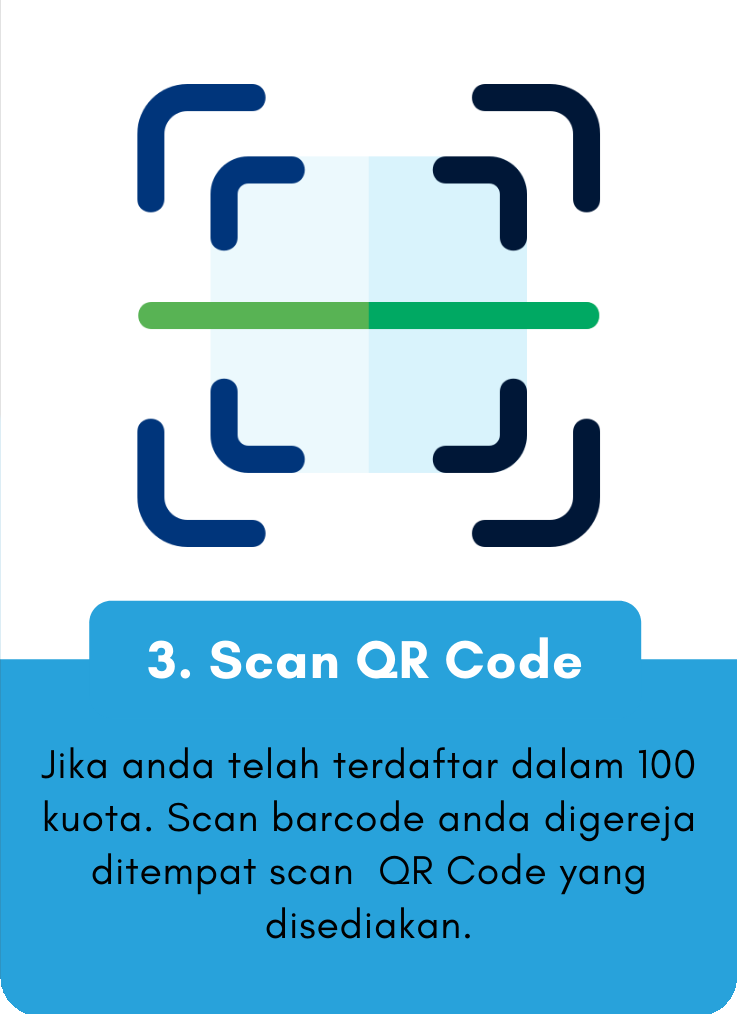 3. Scan QR Code
Jika anda telah terdaftar dalam 100
kuota. Scan barcode anda digereja
ditempat scan  QR Code yang
disediakan.